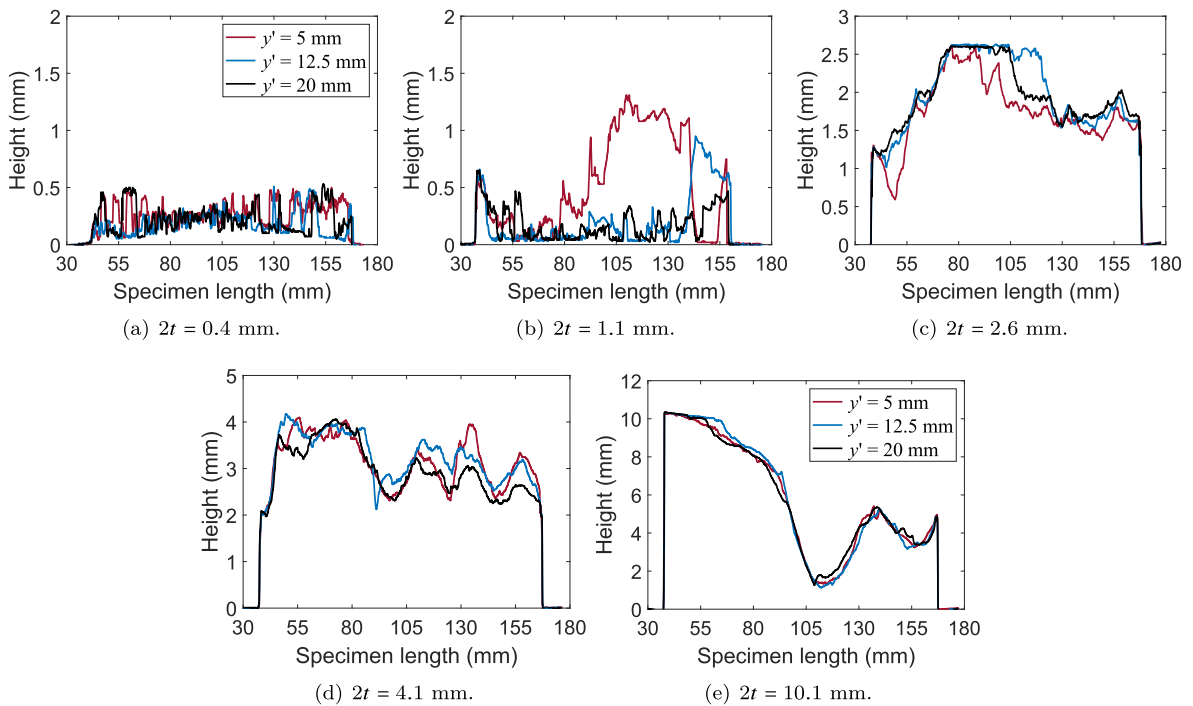 2
1.5
1
0.5
0
Height (mm)
y' = 5 mm
y' = 12.5 mm
y' = 20 mm
30 55 80 105 130 155 180
Specimen length (mm)
(a) 2t = 0.4 mm.
2
1.5
1
0.5
0
Height (mm)
30 55 80 105 130 155 180
Specimen length (mm)
(b) 2t = 1.1 mm.
3
2.5
2
1.5
1
0.5
0
Height (mm)
30 55 80 105 130 155 180
Specimen length (mm)
(c) 2t = 2.6 mm.
5
4
3
2
1
0
Height (mm)
30 55 80 105 130 155 180
Specimen length (mm)
(d) 2t = 4.1 mm.
12
10
8
6
4
2
0
Height (mm)
y' = 5 mm
y' = 12.5 mm
y' = 20 mm
30 55 80 105 130 155 180
Specimen length (mm)
(e) 2t = 10.1 mm.